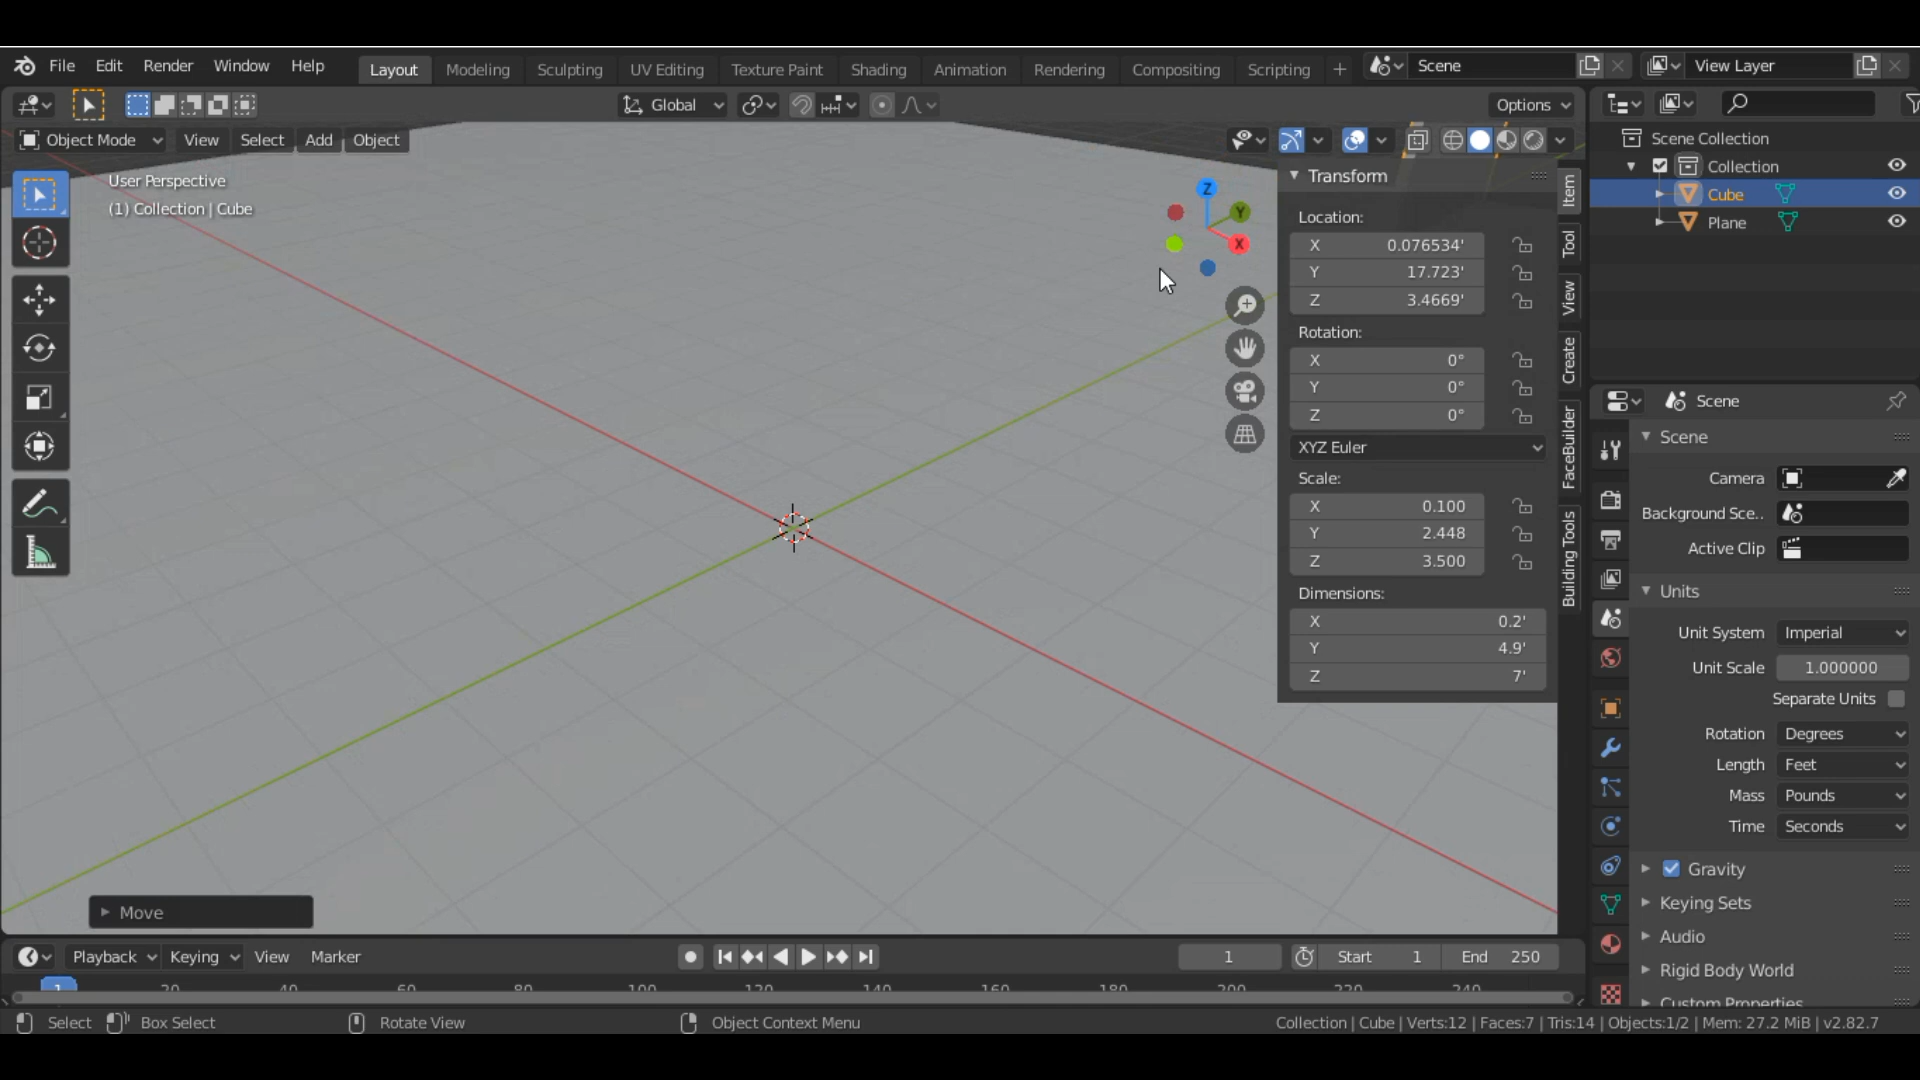 File Edit Render Window Help Layout Modeling Sculpting UV Editing Texture Paint Shading Animation Rendering Compositing Scripting + Scene View Layer
Global Options
Object Mode View Select Add Object
User Perspective
(1) Collection | Cube
Z
Y
X
Transform
Location:
X 0.076534'
Y 17.723'
Z 3.4669'
Rotation:
X 0°
Y 0°
Z 0°
XYZ Euler
Scale:
X 0.100
Y 2.448
Z 3.500
Dimensions:
X 0.2'
Y 4.9'
Z 7'
Item
Tool
View
Create
FaceBuilder
Building Tools
Scene Collection
Collection
Cube
Plane
Scene
Scene
Camera
Background Sce..
Active Clip
Units
Unit System Imperial
Unit Scale 1.000000
Separate Units
Rotation Degrees
Length Feet
Mass Pounds
Time Seconds
Gravity
Keying Sets
Audio
Rigid Body World
Custom Properties
Move
Playback Keying View Marker 1 Start 1 End 250
1 20 40 60 80 100 120 140 160 180 200 220 240
Select Box Select Rotate View Object Context Menu Collection | Cube | Verts:12 | Faces:7 | Tris:14 | Objects:1/2 | Mem: 27.2 MiB | v2.82.7